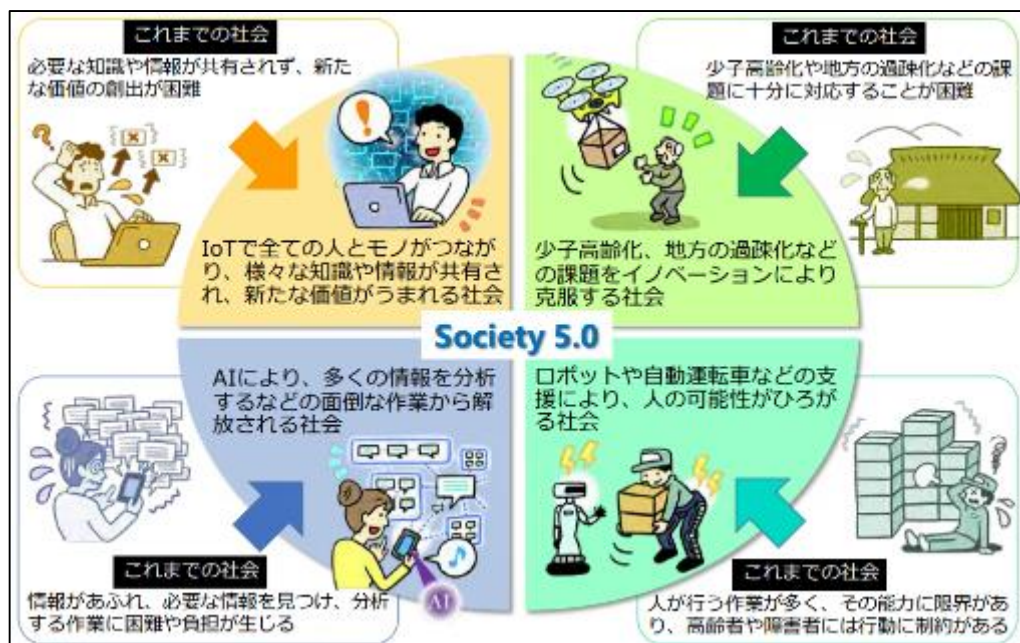 これまでの社会
必要な知識や情報が共有されず、新た
な価値の創出が困難
IoTで全ての人とモノがつなが
り、様々な知識や情報が共有さ
れ、新たな価値がうまれる社会
これまでの社会
少子高齢化や地方の過疎化などの課
題に十分に対応することが困難
少子高齢化、地方の過疎化など
の課題をイノベーションにより
克服する社会
Society 5.0
AIにより、多くの情報を分析
するなどの面倒な作業から解
放される社会
AI
これまでの社会
情報があふれ、必要な情報を見つけ、分析
する作業に困難や負担が生じる
ロボットや自動運転車などの支
援により、人の可能性がひろが
る社会
これまでの社会
人が行う作業が多く、その能力に限界があ
り、高齢者や障害者には行動に制約がある